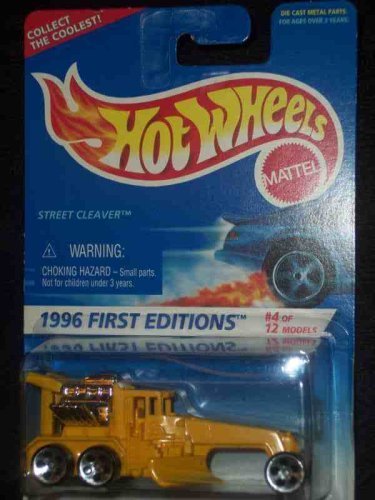 COLLECT
THE COOLEST!
DIE CAST METAL PARTS.
FOR AGES OVER 3 YEARS.
HOT WHEELS
MATTEL
STREET CLEAVER™
⚠ WARNING:
CHOKING HAZARD – Small parts.
Not for children under 3 years.
1996 FIRST EDITIONS™
#4 OF
12 MODELS